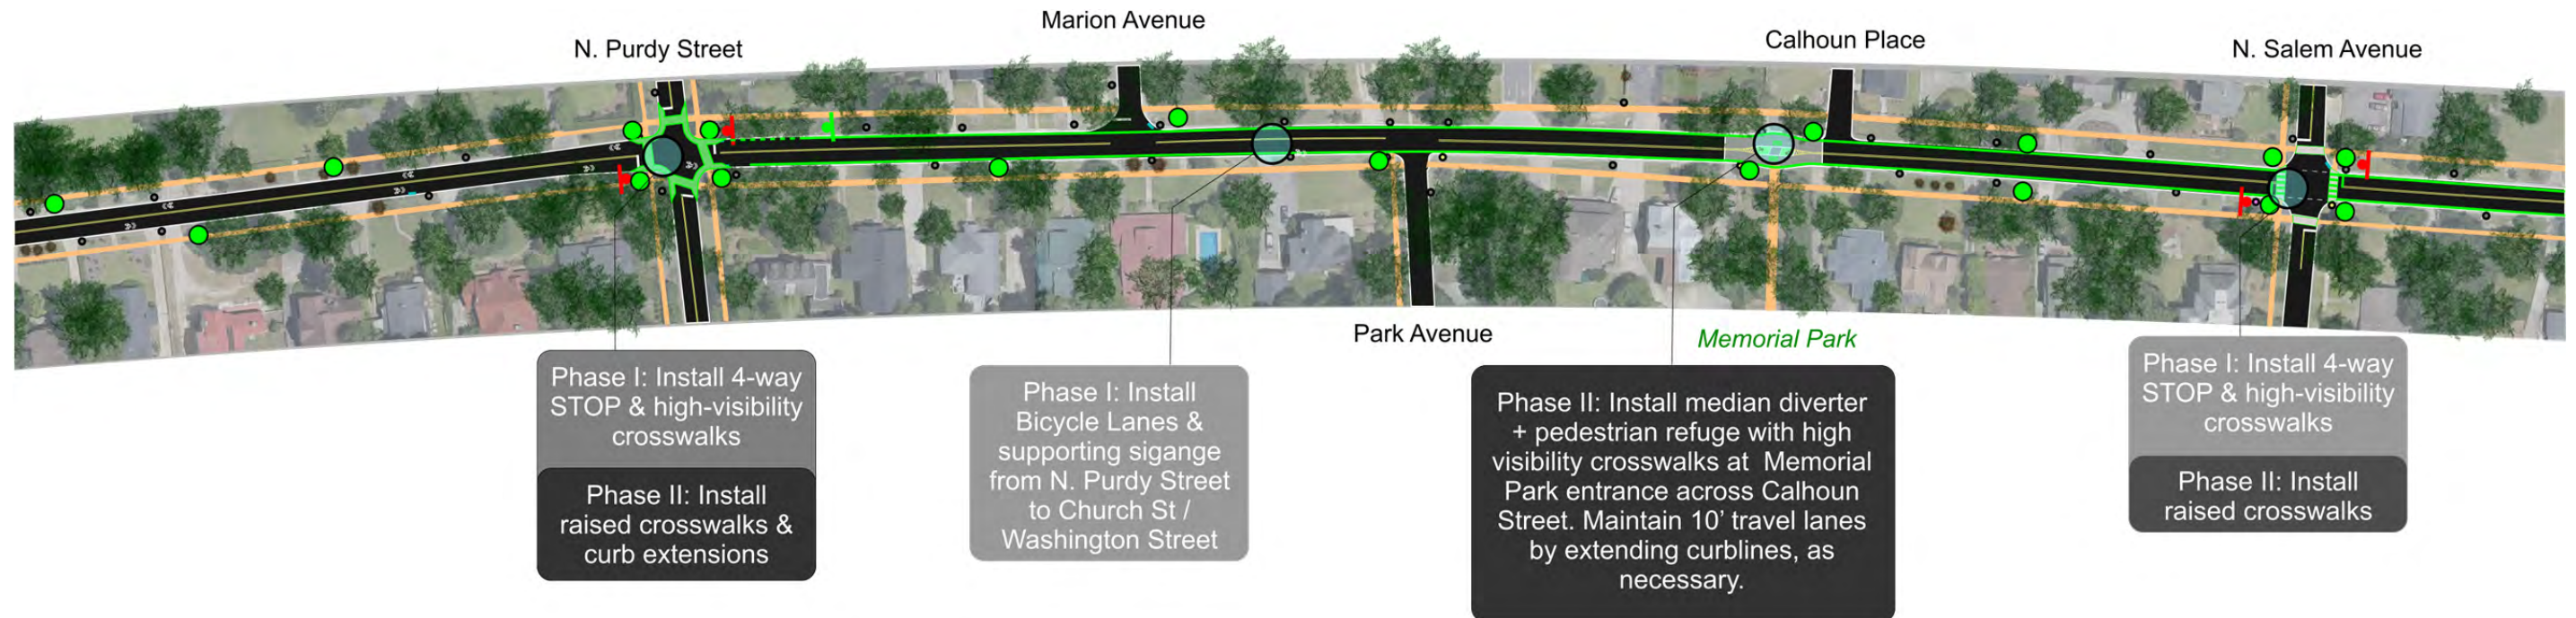 Marion Avenue
N. Purdy Street
Calhoun Place
N. Salem Avenue
Park Avenue
Memorial Park
Phase I: Install 4-way
STOP & high-visibility
crosswalks
Phase II: Install
raised crosswalks &
curb extensions
Phase I: Install
Bicycle Lanes &
supporting sigange
from N. Purdy Street
to Church St /
Washington Street
Phase II: Install median diverter
+ pedestrian refuge with high
visibility crosswalks at Memorial
Park entrance across Calhoun
Street. Maintain 10’ travel lanes
by extending curblines, as
necessary.
Phase I: Install 4-way
STOP & high-visibility
crosswalks
Phase II: Install
raised crosswalks